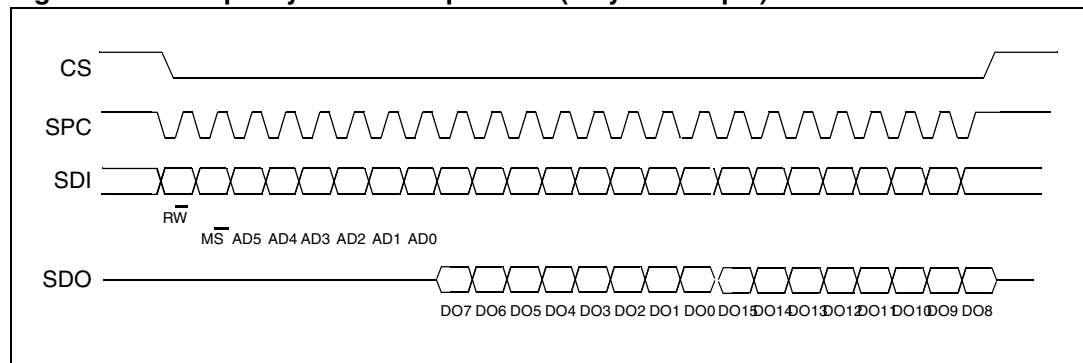 CS
SPC
SDI
RW
MS AD5 AD4 AD3 AD2 AD1 AD0
SDO
DO7 DO6 DO5 DO4 DO3 DO2 DO1 DO0 DO15 DO14 DO13 DO12 DO11 DO10 DO9 DO8